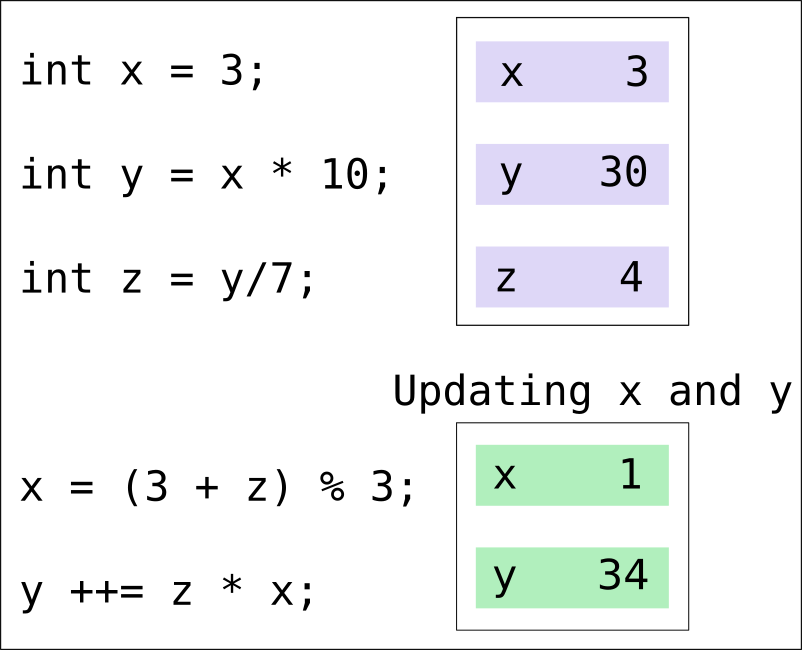 int x = 3;
x 3
int y = x * 10;
y 30
int z = y/7;
z 4
Updating x and y
x = (3 + z) % 3;
x 1
y ++= z * x;
y 34